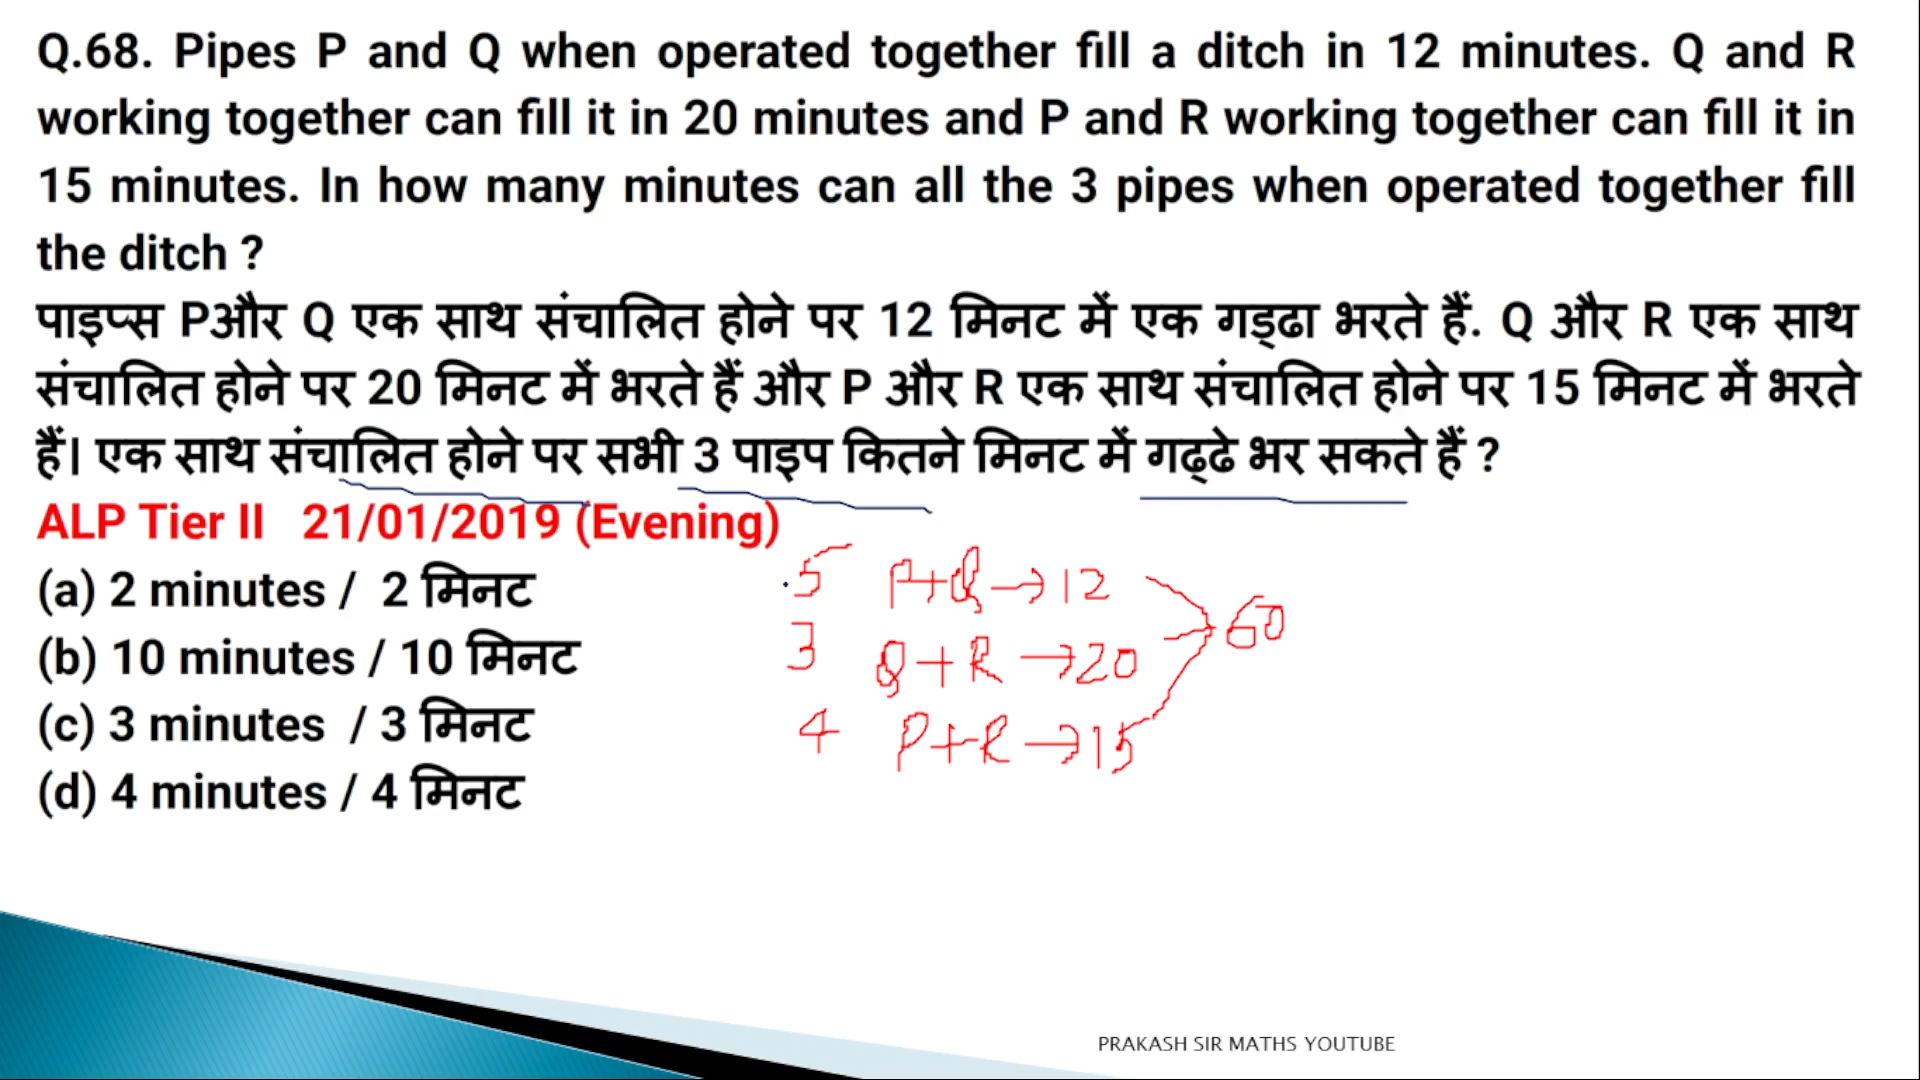 Q.68. Pipes P and Q when operated together fill a ditch in 12 minutes. Q and R
working together can fill it in 20 minutes and P and R working together can fill it in
15 minutes. In how many minutes can all the 3 pipes when operated together fill
the ditch ?
पाइप्स Pऔर Q एक साथ संचालित होने पर 12 मिनट में एक गड्ढा भरते हैं. Q और R एक साथ
संचालित होने पर 20 मिनट में भरते हैं और P और R एक साथ संचालित होने पर 15 मिनट में भरते
हैं। एक साथ संचालित होने पर सभी 3 पाइप कितने मिनट में गढ्ढे भर सकते हैं ?
ALP Tier II 21/01/2019 (Evening)
(a) 2 minutes / 2 मिनट
(b) 10 minutes / 10 मिनट
(c) 3 minutes / 3 मिनट
(d) 4 minutes / 4 मिनट
5 P+Q→12
3 Q+R→20
60
4 P+R→15
PRAKASH SIR MATHS YOUTUBE